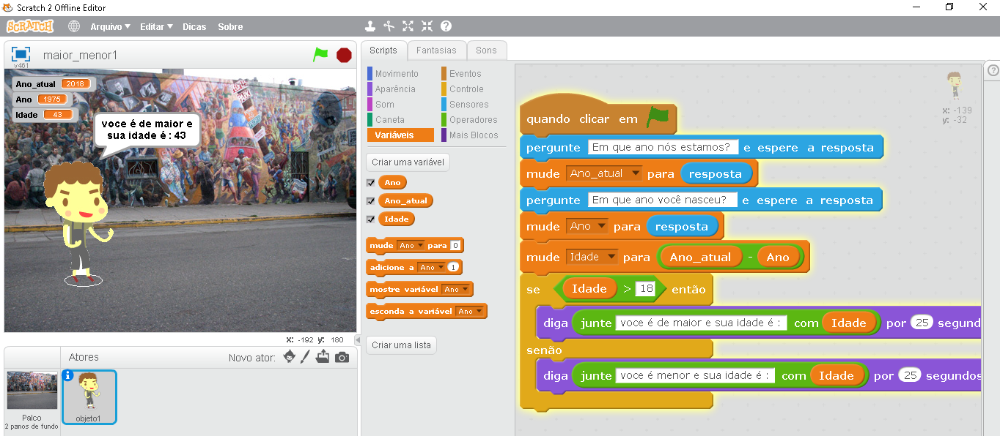 Scratch 2 Offline Editor
SCRATCH Arquivo Editar Dicas Sobre
maior_menor1
v461
Ano_atual 2018
Ano 1975
Idade 43
voce é de maior e
sua idade é : 43
x: -192 y: 180
Atores Novo ator:
Palco
2 panos de fundo
objeto1
Scripts Fantasias Sons
Movimento Eventos
Aparência Controle
Som Sensores
Caneta Operadores
Variáveis Mais Blocos
Criar uma variável
Ano
Ano_atual
Idade
mude Ano para 0
adicione a Ano 1
mostre variável Ano
esconda a variável Ano
Criar uma lista
quando clicar em
pergunte Em que ano nós estamos? e espere a resposta
mude Ano_atual para resposta
pergunte Em que ano você nasceu? e espere a resposta
mude Ano para resposta
mude Idade para Ano_atual - Ano
se Idade > 18 então
diga junte voce é de maior e sua idade é : com Idade por 25 segund
senão
diga junte voce é menor e sua idade é : com Idade por 25 segundos
x: -139
y: -32